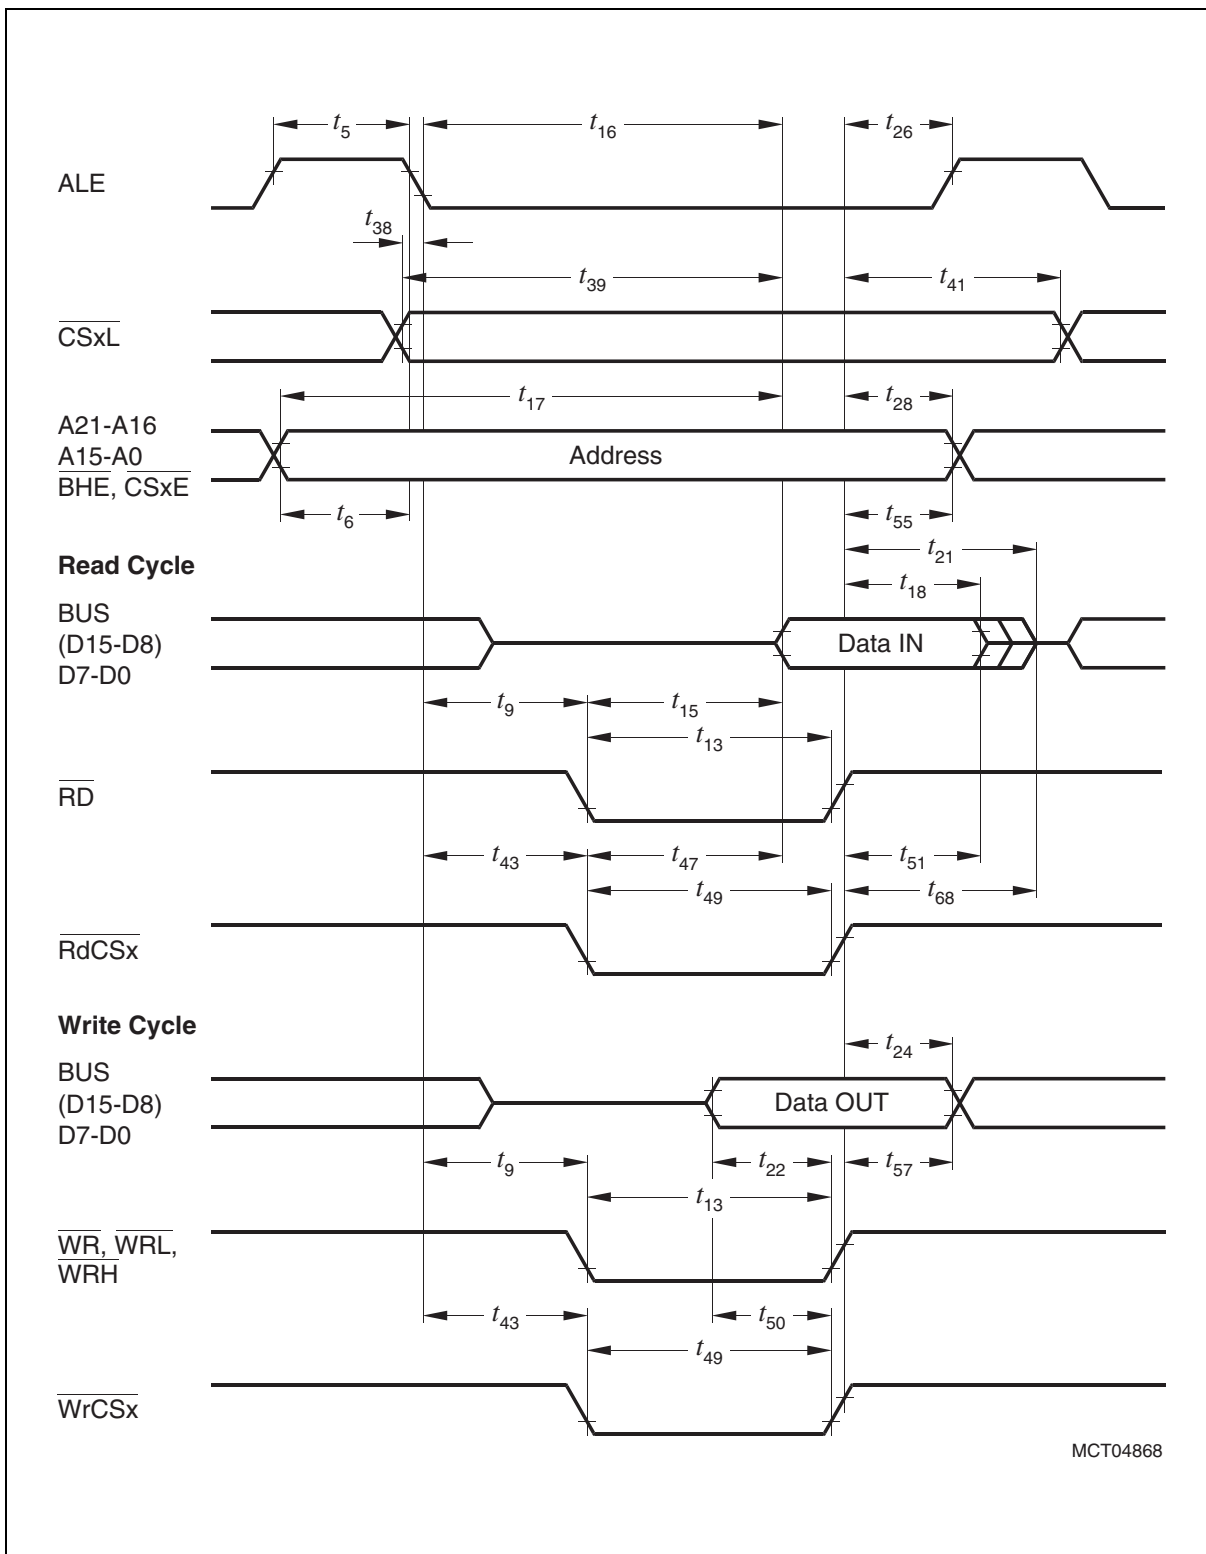 t5 t16 t26
ALE
t38
t39 t41
CSxL
t17 t28
A21-A16
A15-A0
BHE, CSxE
Address
t6 t55
t21
Read Cycle
t18
BUS
(D15-D8)
D7-D0
Data IN
t9 t15
t13
RD
t43 t47 t51
t49 t68
RdCSx
Write Cycle
t24
BUS
(D15-D8)
D7-D0
Data OUT
t9 t22 t57
t13
WR, WRL,
WRH
t43 t50
t49
WrCSx
MCT04868